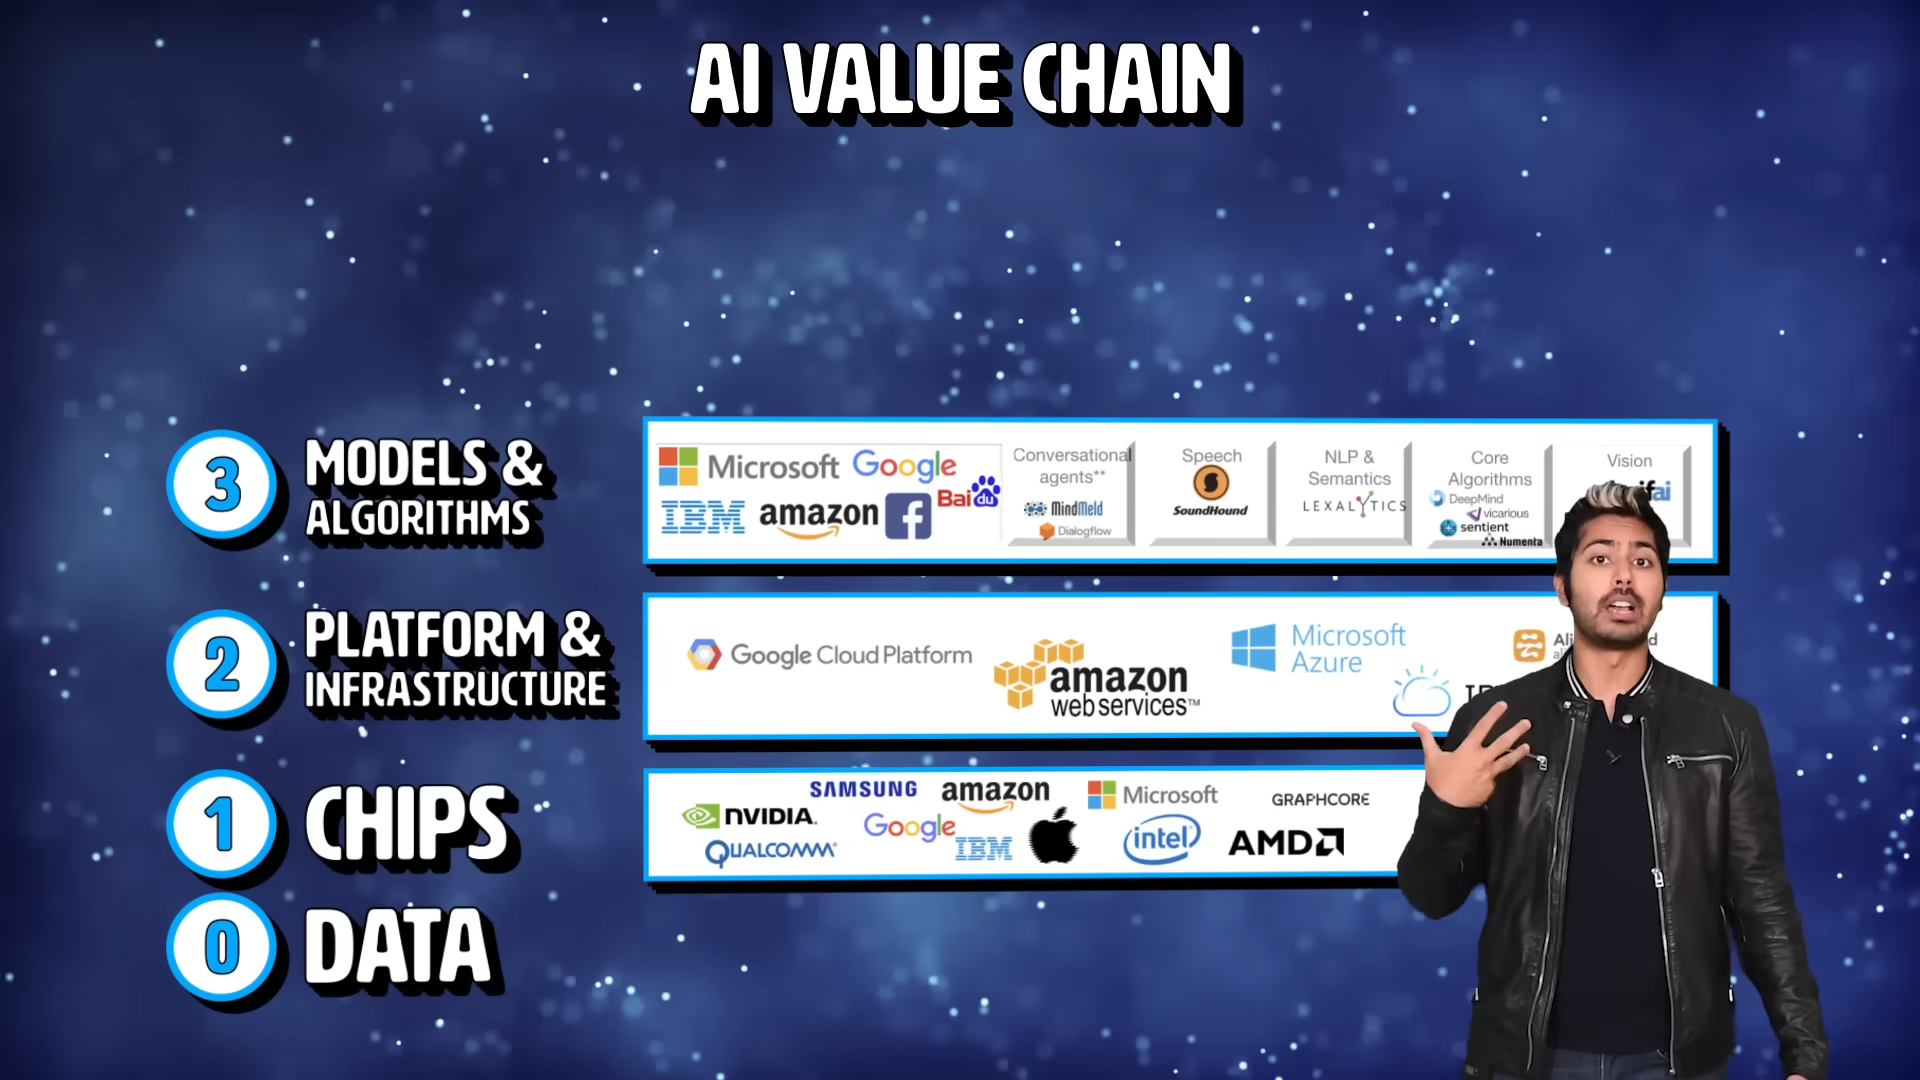 AI VALUE CHAIN
3
MODELS &
ALGORITHMS
Microsoft Google
IBM amazon f Baidu
Conversational
agents**
MindMeld
Dialogflow
Speech
SOUNDHOUND
NLP &
Semantics
LEXALYTICS
Core
Algorithms
DeepMind
vicarious
sentient
Numenta
Vision
2
PLATFORM &
INFRASTRUCTURE
Google Cloud Platform
amazon
web services™
Microsoft
Azure
1
CHIPS
SAMSUNG amazon Microsoft GRAPHCORE
NVIDIA. Google
QUALCOMM IBM intel AMD
0
DATA